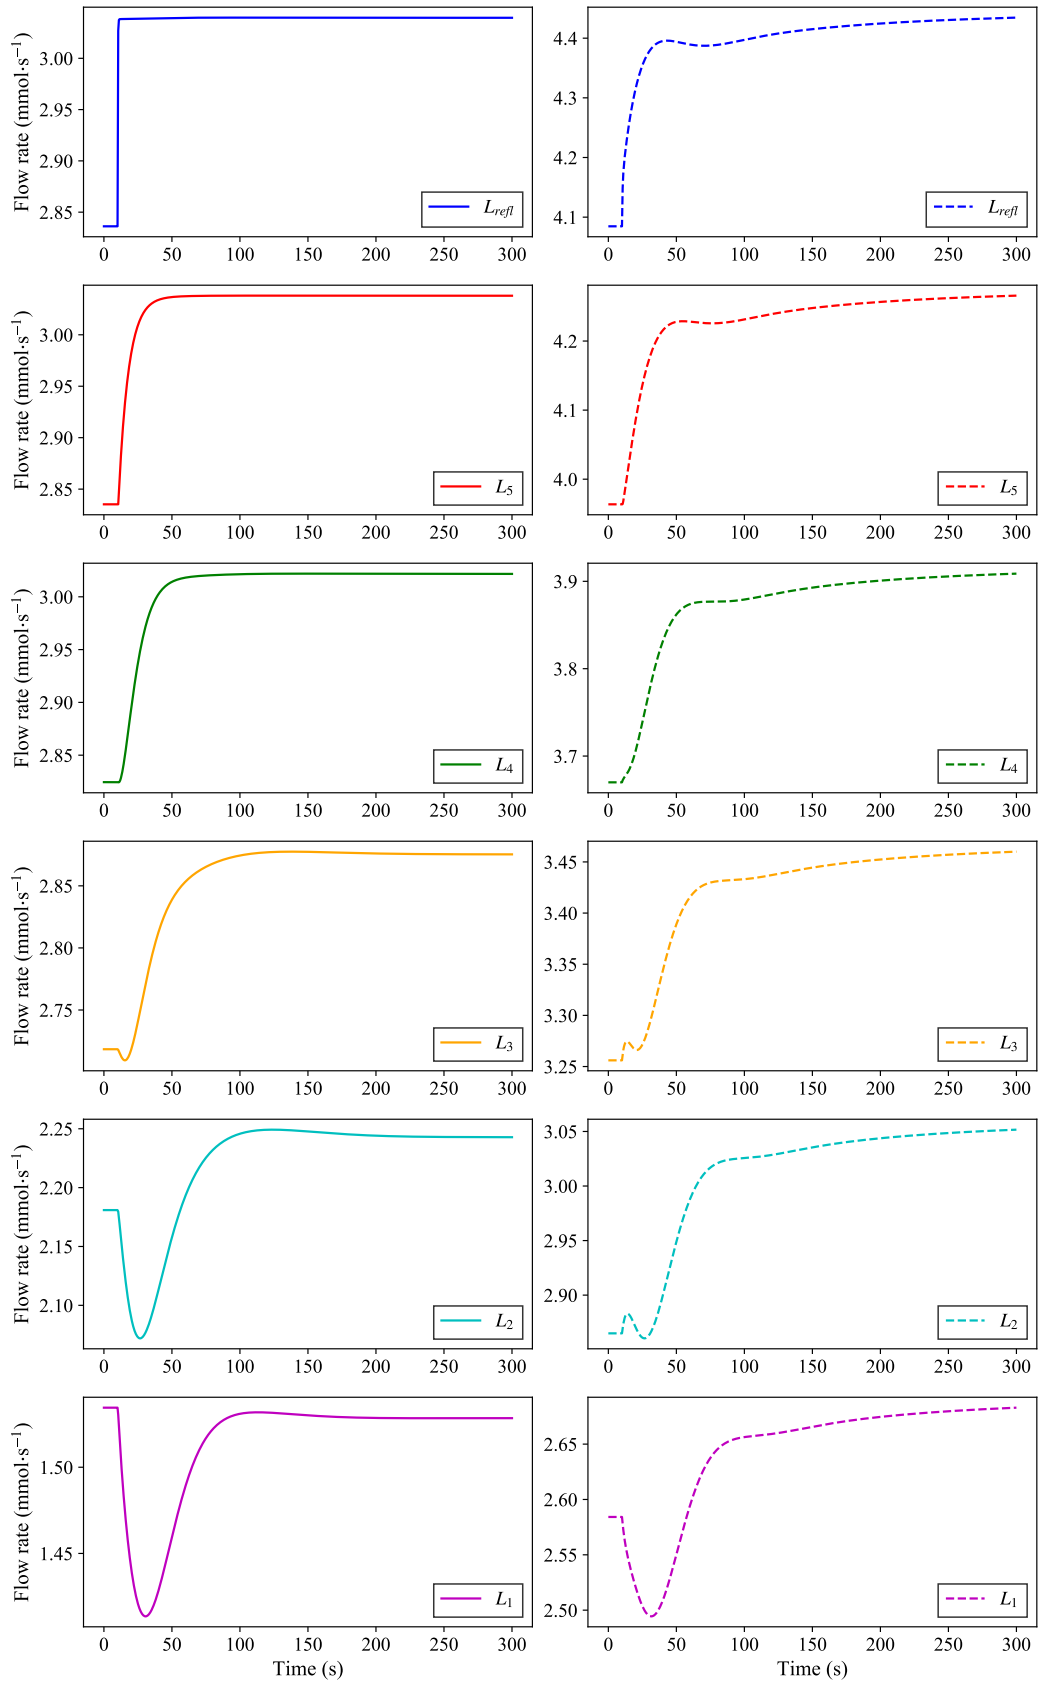 Flow rate (mmol·s⁻¹)
3.00
2.95
2.90
2.85
0 50 100 150 200 250 300
L_refl
4.4
4.3
4.2
4.1
0 50 100 150 200 250 300
L_refl
Flow rate (mmol·s⁻¹)
3.00
2.95
2.90
2.85
0 50 100 150 200 250 300
L₅
4.2
4.1
4.0
0 50 100 150 200 250 300
L₅
Flow rate (mmol·s⁻¹)
3.00
2.95
2.90
2.85
0 50 100 150 200 250 300
L₄
3.9
3.8
3.7
0 50 100 150 200 250 300
L₄
Flow rate (mmol·s⁻¹)
2.85
2.80
2.75
0 50 100 150 200 250 300
L₃
3.45
3.40
3.35
3.30
3.25
0 50 100 150 200 250 300
L₃
Flow rate (mmol·s⁻¹)
2.25
2.20
2.15
2.10
0 50 100 150 200 250 300
L₂
3.05
3.00
2.95
2.90
0 50 100 150 200 250 300
L₂
Flow rate (mmol·s⁻¹)
1.50
1.45
0 50 100 150 200 250 300
L₁
Time (s)
2.65
2.60
2.55
2.50
0 50 100 150 200 250 300
L₁
Time (s)